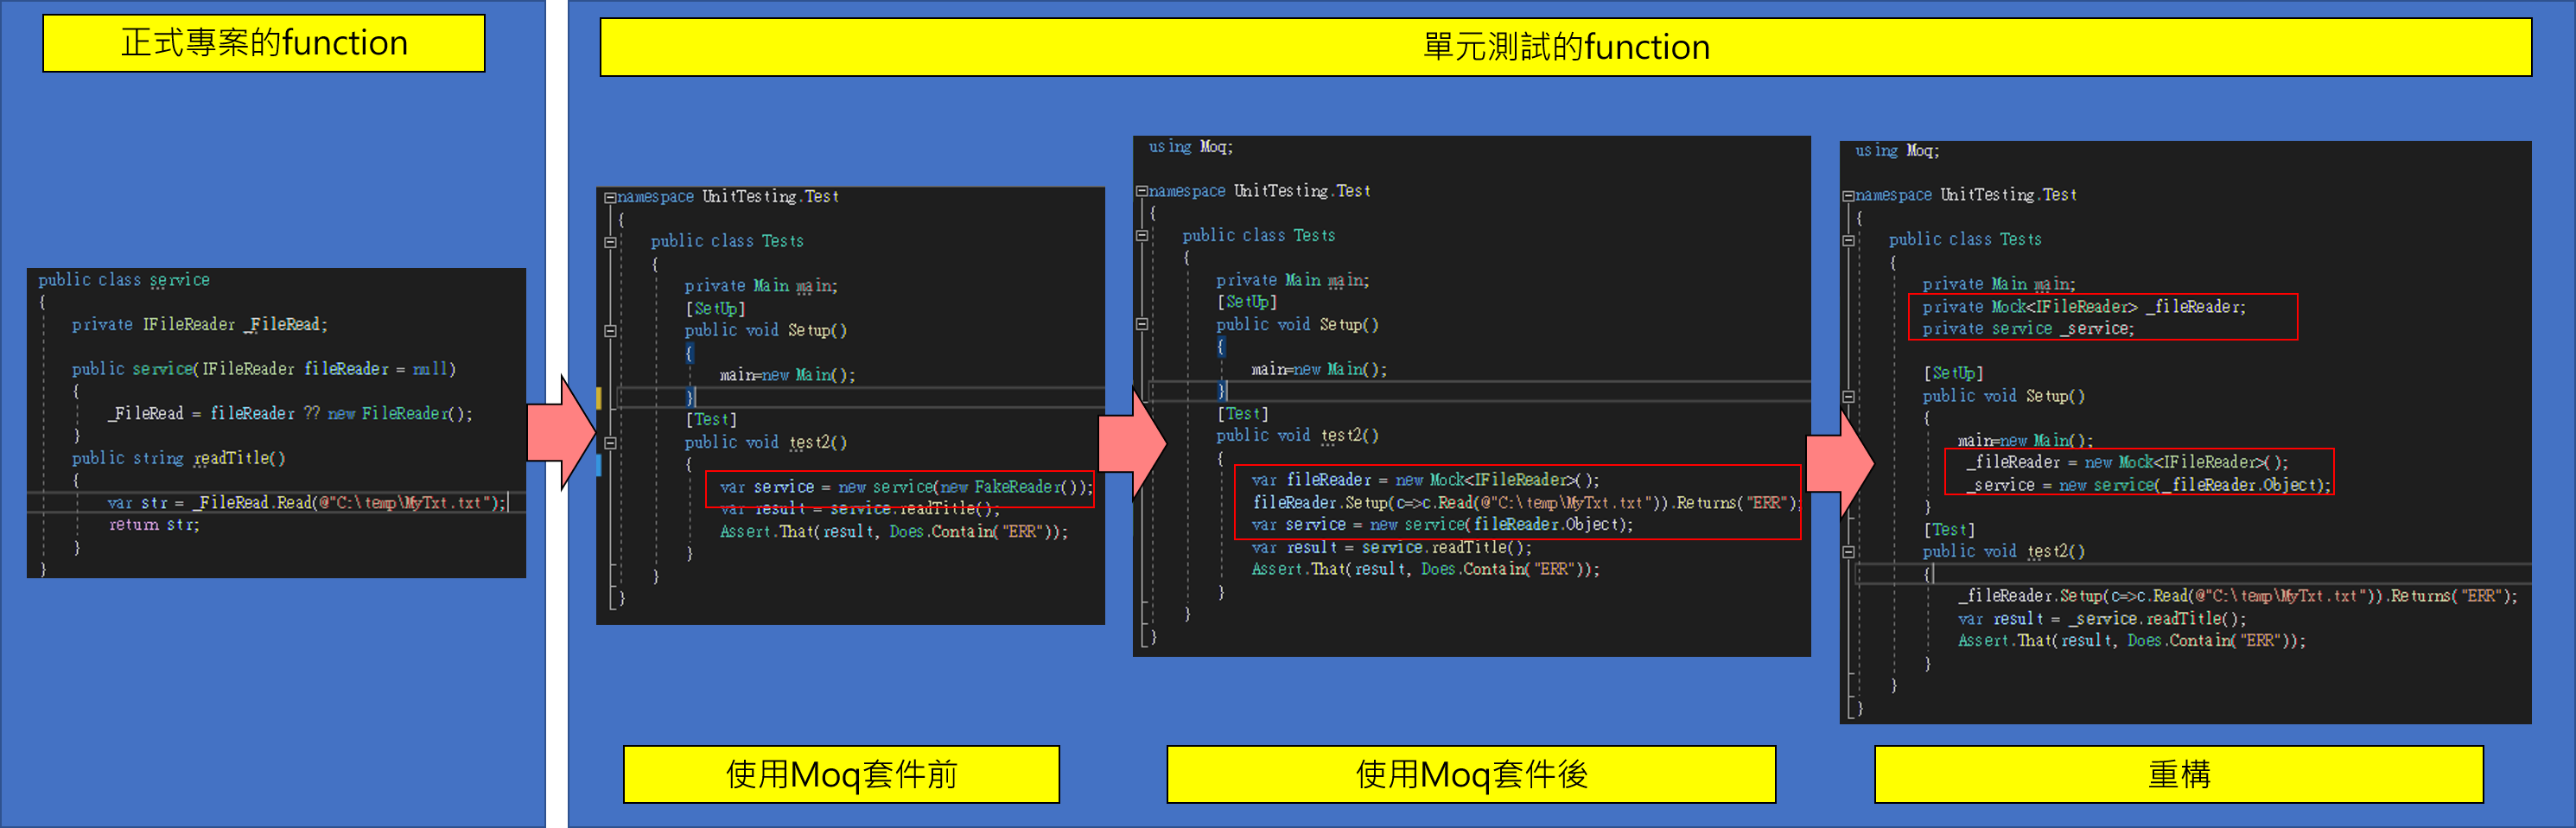 正式專案的function
public class service
{
private IFileReader _FileRead;
public service(IFileReader fileReader = null)
{
_FileRead = fileReader ?? new FileReader();
}
public string readTitle()
{
var str = _FileRead.Read(@"C:\temp\MyTxt.txt");
return str;
}
}
單元測試的function
namespace UnitTesting.Test
{
public class Tests
{
private Main main;
[SetUp]
public void Setup()
{
main=new Main();
}
[Test]
public void test2()
{
var service = new service(new FakeReader());
var result = service.readTitle();
Assert.That(result, Does.Contain("ERR"));
}
}
}
使用Moq套件前
using Moq;
namespace UnitTesting.Test
{
public class Tests
{
private Main main;
[SetUp]
public void Setup()
{
main=new Main();
}
[Test]
public void test2()
{
var fileReader = new Mock<IFileReader>();
fileReader.Setup(c=>c.Read(@"C:\temp\MyTxt.txt")).Returns("ERR");
var service = new service(fileReader.Object);
var result = service.readTitle();
Assert.That(result, Does.Contain("ERR"));
}
}
}
使用Moq套件後
using Moq;
namespace UnitTesting.Test
{
public class Tests
{
private Main main;
private Mock<IFileReader> _fileReader;
private service _service;
[SetUp]
public void Setup()
{
main=new Main();
_fileReader = new Mock<IFileReader>();
_service = new service(_fileReader.Object);
}
[Test]
public void test2()
{
_fileReader.Setup(c=>c.Read(@"C:\temp\MyTxt.txt")).Returns("ERR");
var result = _service.readTitle();
Assert.That(result, Does.Contain("ERR"));
}
}
}
重構